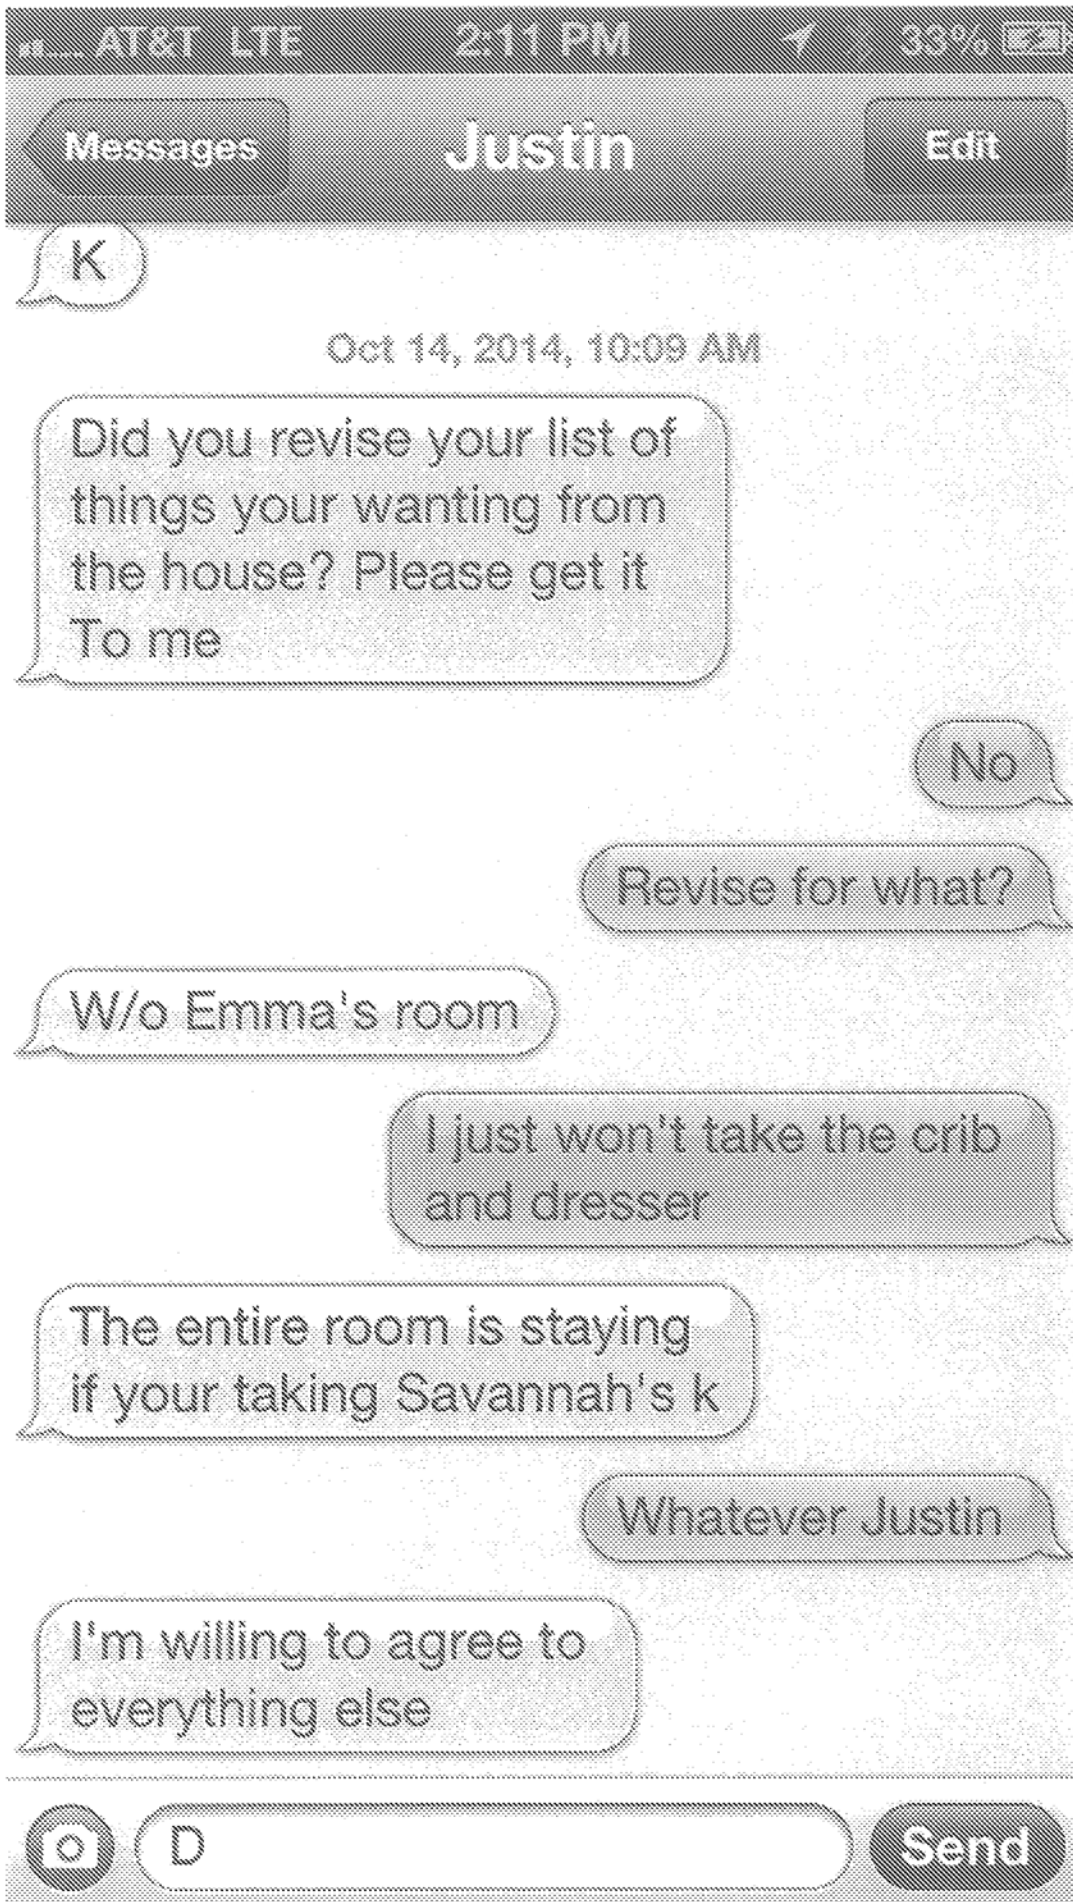 AT&T LTE 2:11 PM 33%
Messages Justin Edit
K
Oct 14, 2014, 10:09 AM
Did you revise your list of
things your wanting from
the house? Please get it
To me
No
Revise for what?
W/o Emma's room
I just won't take the crib
and dresser
The entire room is staying
if your taking Savannah's k
Whatever Justin
I'm willing to agree to
everything else
D Send